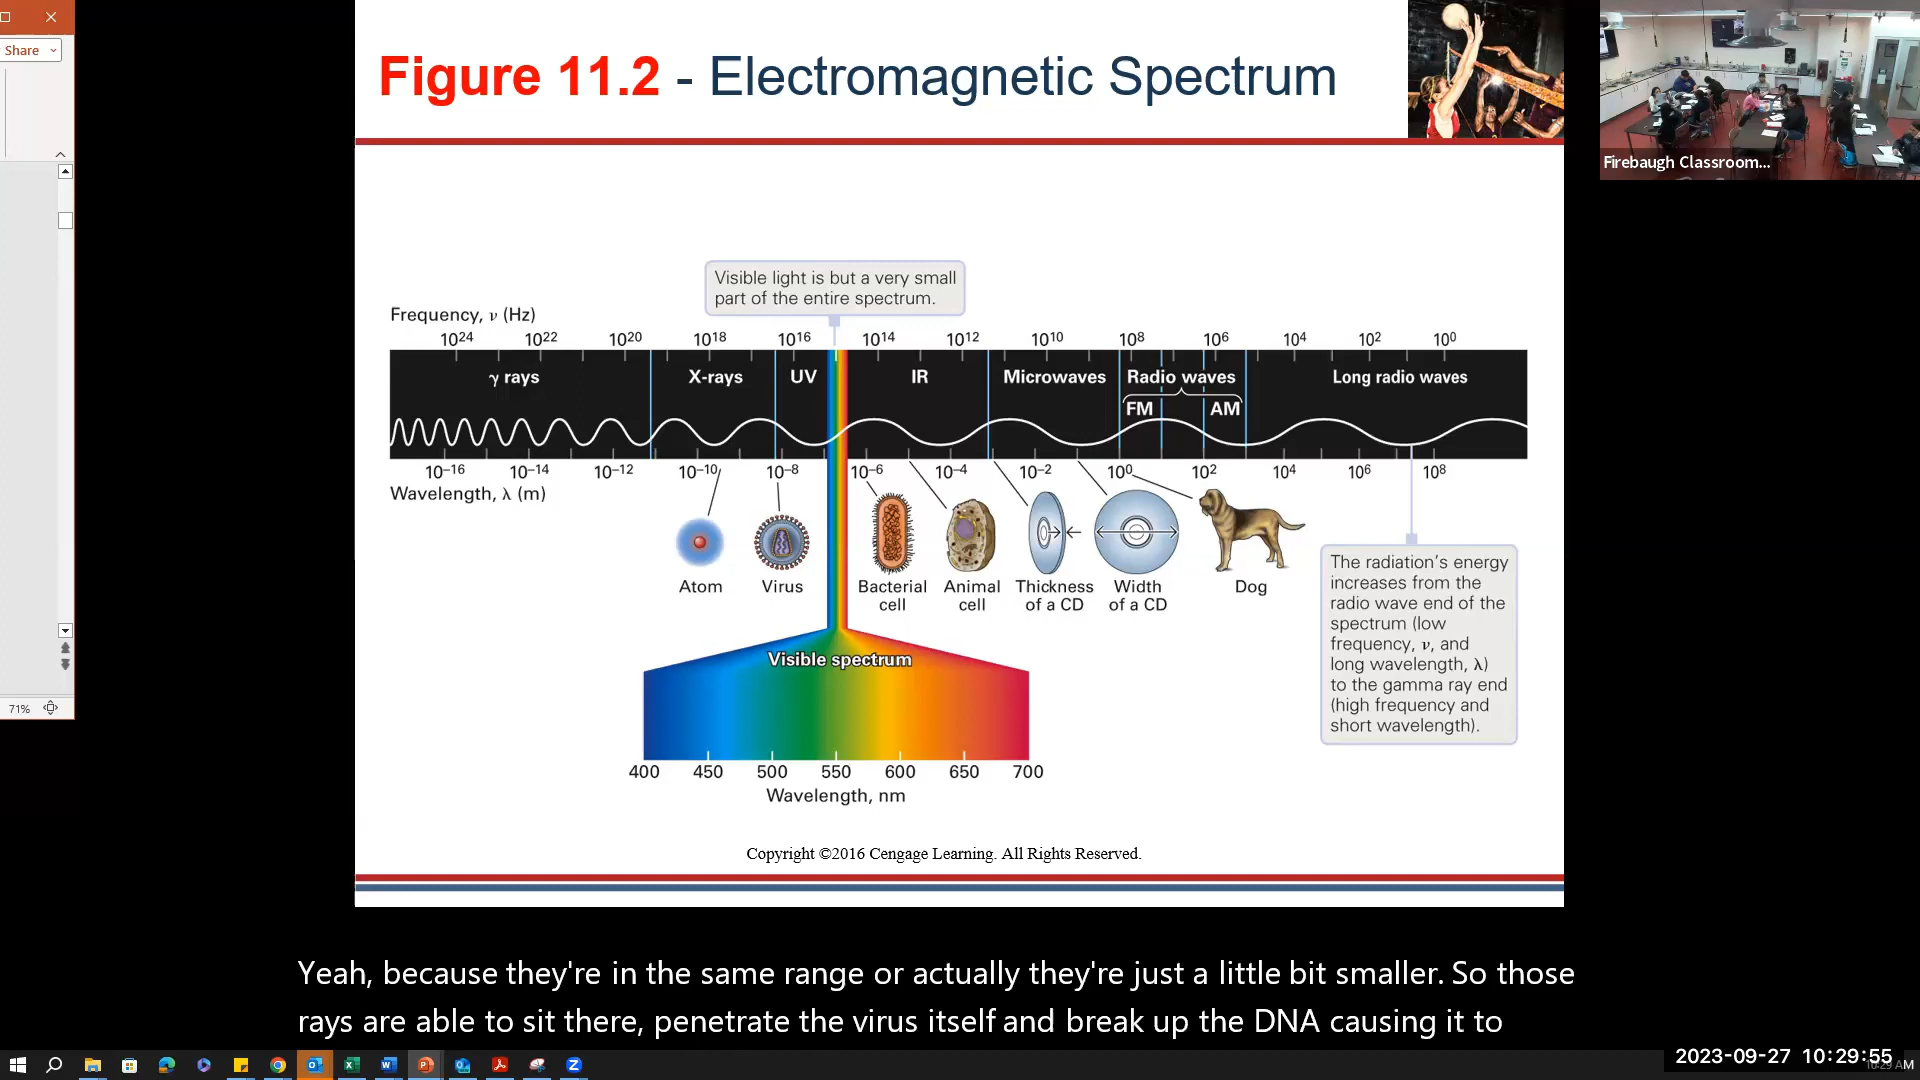 Share
Figure 11.2 - Electromagnetic Spectrum
Firebaugh Classroom...
Visible light is but a very small
part of the entire spectrum.
Frequency, ν (Hz)
10²⁴ 10²² 10²⁰ 10¹⁸ 10¹⁶ 10¹⁴ 10¹² 10¹⁰ 10⁸ 10⁶ 10⁴ 10² 10⁰
γ rays X-rays UV IR Microwaves Radio waves Long radio waves
FM AM
10⁻¹⁶ 10⁻¹⁴ 10⁻¹² 10⁻¹⁰ 10⁻⁸ 10⁻⁶ 10⁻⁴ 10⁻² 10⁰ 10² 10⁴ 10⁶ 10⁸
Wavelength, λ (m)
Atom Virus Bacterial Animal Thickness Width Dog
cell cell of a CD of a CD
The radiation's energy
increases from the
radio wave end of the
spectrum (low
frequency, ν, and
long wavelength, λ)
to the gamma ray end
(high frequency and
short wavelength).
Visible spectrum
400 450 500 550 600 650 700
Wavelength, nm
71%
Copyright ©2016 Cengage Learning. All Rights Reserved.
Yeah, because they're in the same range or actually they're just a little bit smaller. So those
rays are able to sit there, penetrate the virus itself and break up the DNA causing it to
2023-09-27 10:29:55
10:29 AM